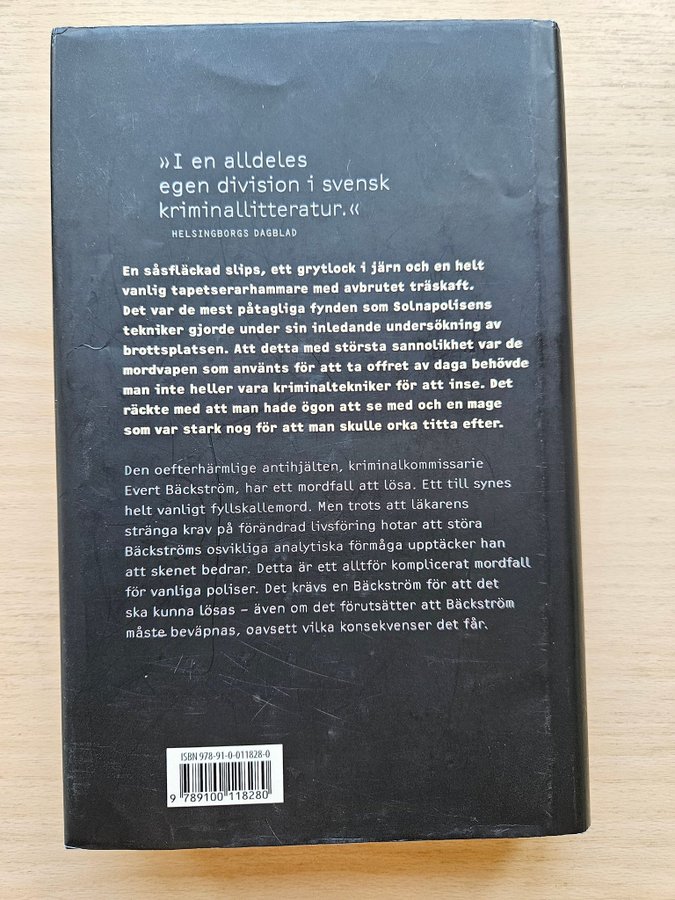 »I en alldeles
egen division i svensk
kriminallitteratur.«
HELSINGBORGS DAGBLAD
En såsfläckad slips, ett grytlock i järn och en helt
vanlig tapetserarhammare med avbrutet träskaft.
Det var de mest påtagliga fynden som Solnapolisens
tekniker gjorde under sin inledande undersökning av
brottsplatsen. Att detta med största sannolikhet var de
mordvapen som använts för att ta offret av daga behövde
man inte heller vara kriminaltekniker för att inse. Det
räckte med att man hade ögon att se med och en mage
som var stark nog för att man skulle orka titta efter.
Den oefterhärmlige antihjälten, kriminalkommissarie
Evert Bäckström, har ett mordfall att lösa. Ett till synes
helt vanligt fyllskallemord. Men trots att läkarens
stränga krav på förändrad livsföring hotar att störa
Bäckströms osvikliga analytiska förmåga upptäcker han
att skenet bedrar. Detta är ett alltför komplicerat mordfall
för vanliga poliser. Det krävs en Bäckström för att det
ska kunna lösas – även om det förutsätter att Bäckström
måste beväpnas, oavsett vilka konsekvenser det får.
ISBN 978-91-0-011828-0
9 789100 118280